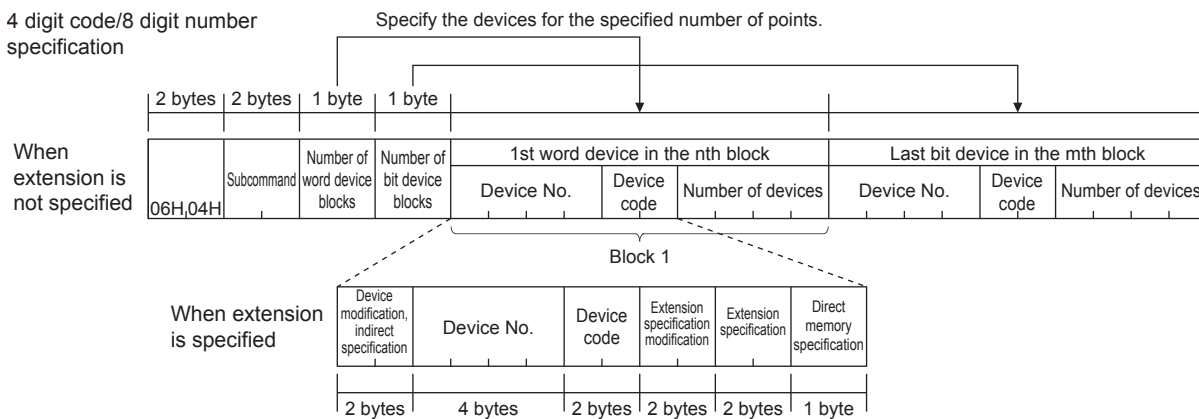 4 digit code/8 digit number
specification
Specify the devices for the specified number of points.
2 bytes 2 bytes 1 byte 1 byte
When
extension is
not specified
06H,04H
Subcommand
Number of
word device
blocks
Number of
bit device
blocks
1st word device in the nth block
Device No.
Device
code
Number of devices
Last bit device in the mth block
Device No.
Device
code
Number of devices
Block 1
When extension
is specified
Device
modification,
indirect
specification
Device No.
Device
code
Extension
specification
modification
Extension
specification
Direct
memory
specification
2 bytes 4 bytes 2 bytes 2 bytes 2 bytes 1 byte